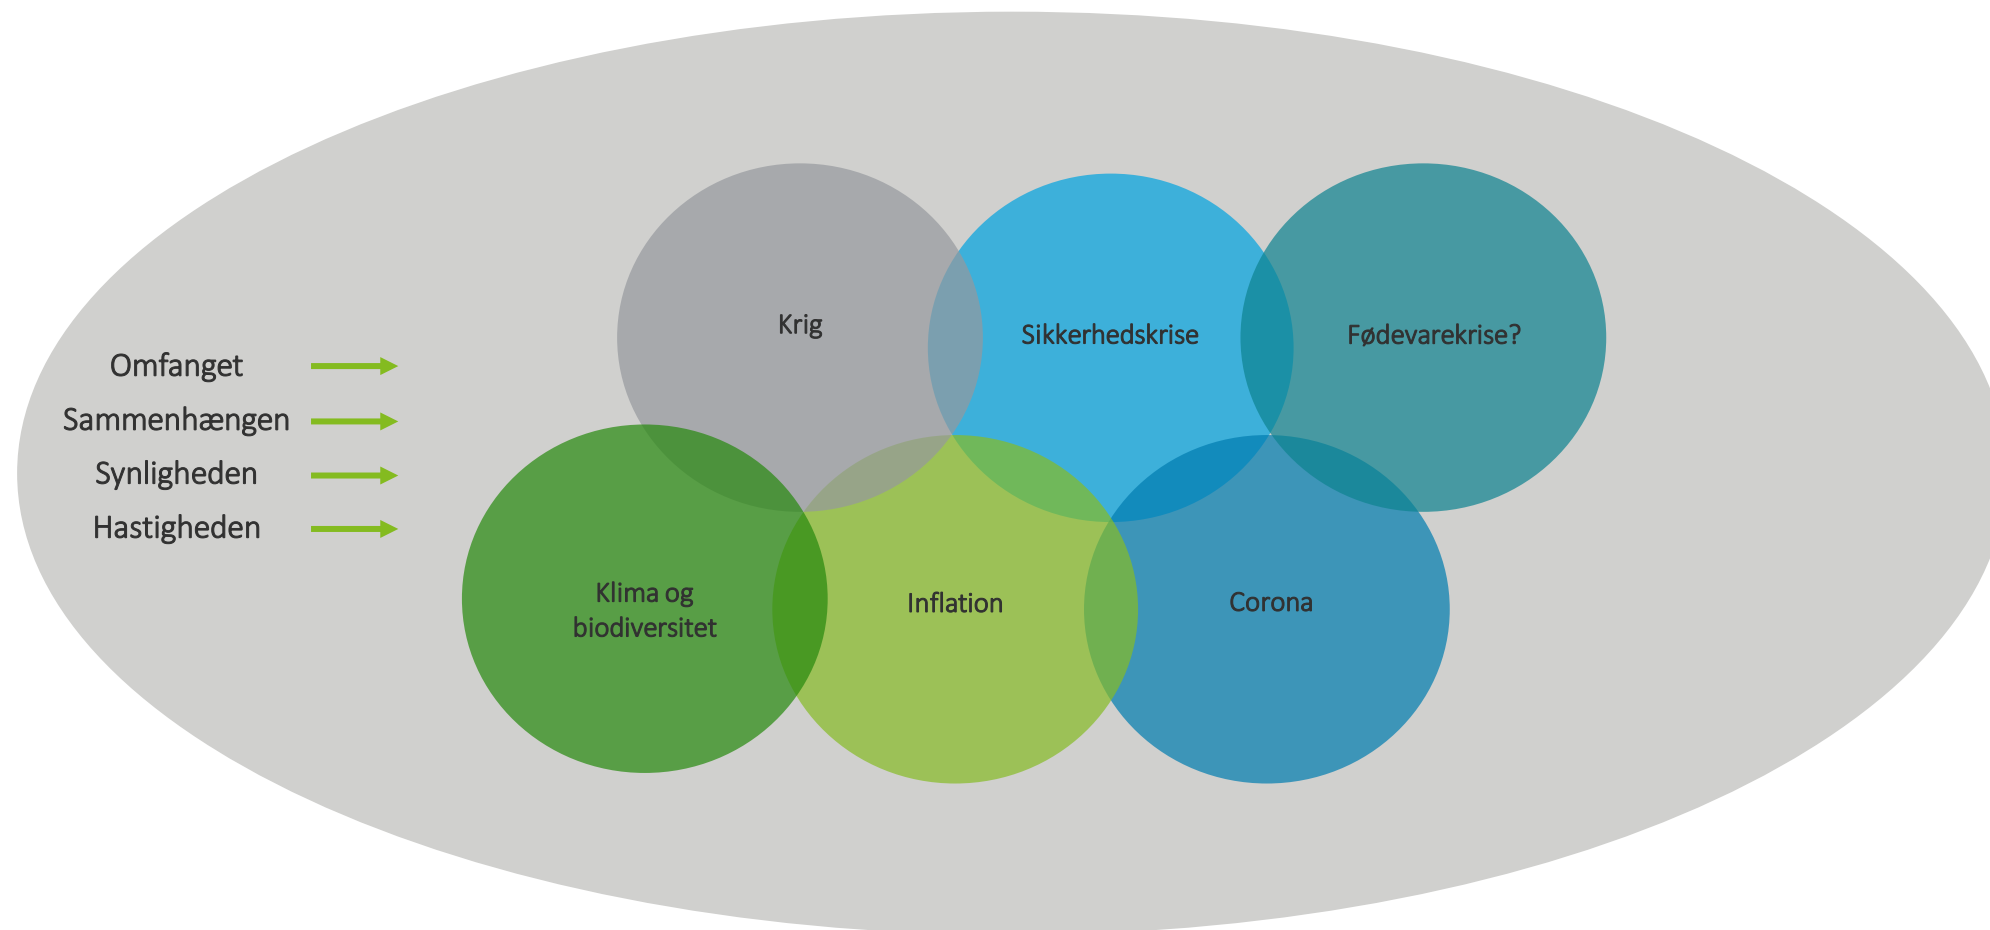 Omfanget
Sammenhængen
Synligheden
Hastigheden
Krig
Sikkerhedskrise
Fødevarekrise?
Klima og
biodiversitet
Inflation
Corona